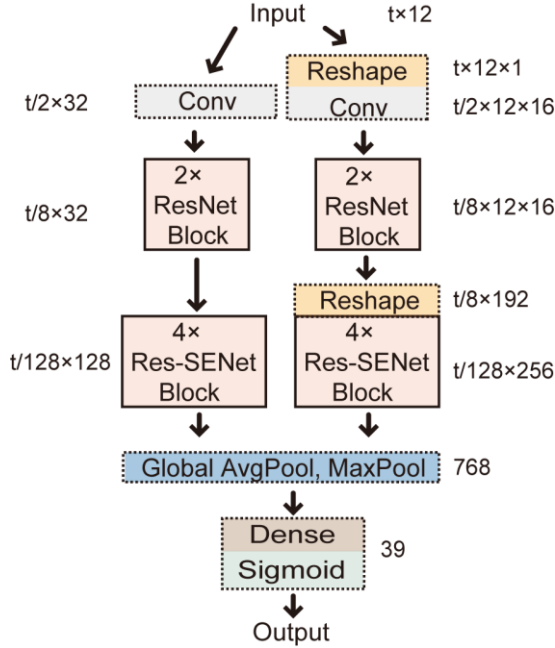 Input
t×12
Reshape
t×12×1
t/2×32
Conv
Conv
t/2×12×16
2×
ResNet
Block
t/8×32
2×
ResNet
Block
t/8×12×16
Reshape
t/8×192
t/128×128
4×
Res-SENet
Block
4×
Res-SENet
Block
t/128×256
Global AvgPool, MaxPool
768
Dense
Sigmoid
39
Output